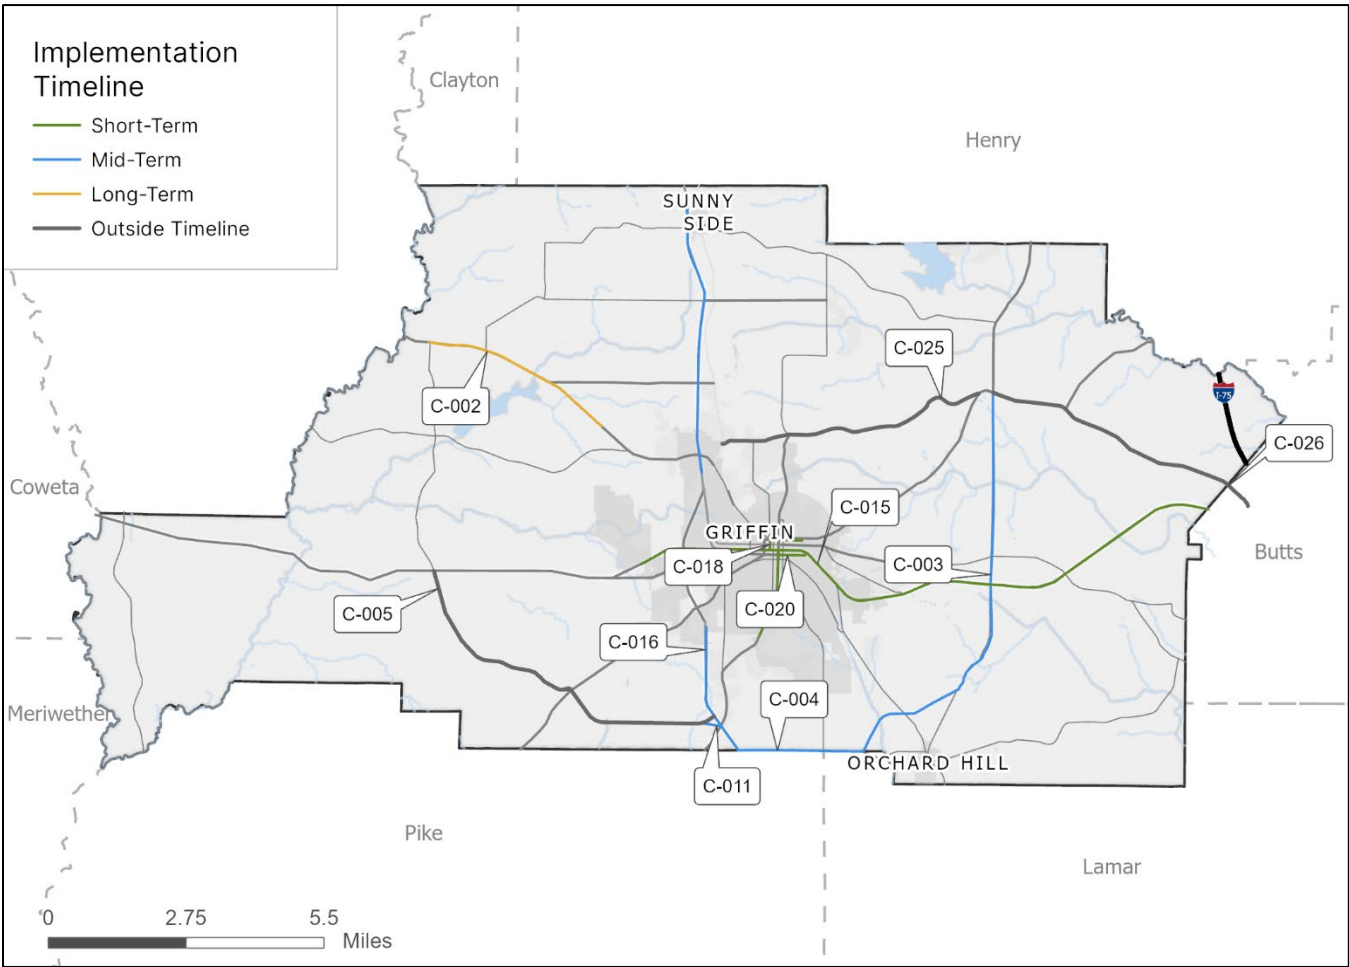 Implementation
Timeline
Short-Term
Mid-Term
Long-Term
Outside Timeline
Clayton
Henry
SUNNY
SIDE
C-025
I-75
C-002
C-026
Coweta
C-015
GRIFFIN
C-018
C-003
Butts
C-005
C-020
C-016
C-004
Meriwether
ORCHARD HILL
C-011
Pike
Lamar
0 2.75 5.5
Miles